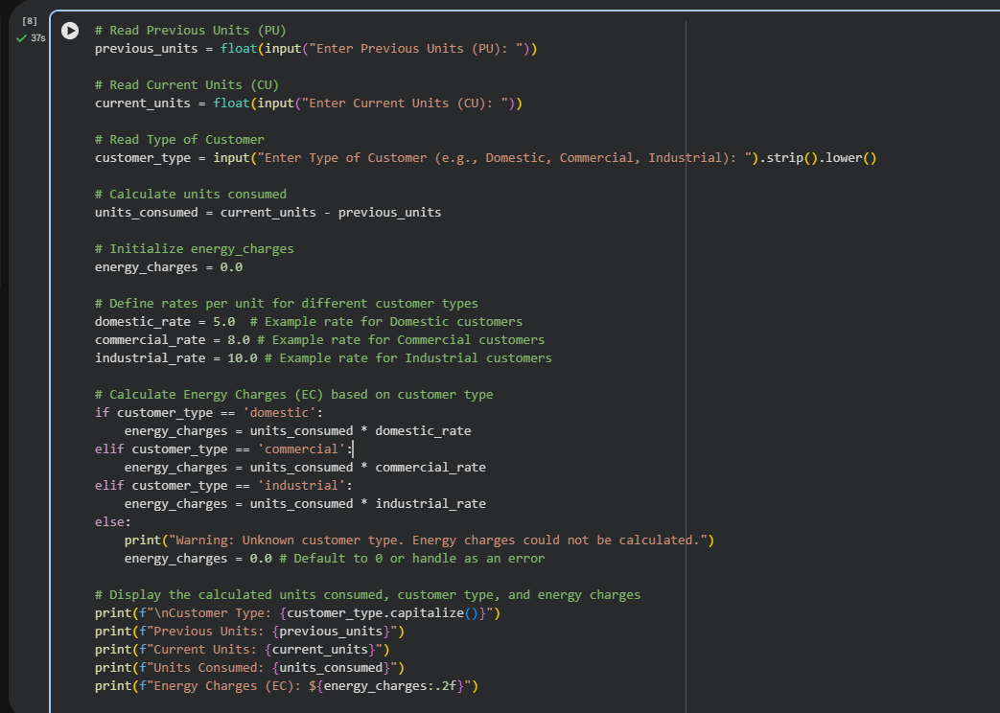 [8]
37s
# Read Previous Units (PU)
previous_units = float(input("Enter Previous Units (PU): "))

# Read Current Units (CU)
current_units = float(input("Enter Current Units (CU): "))

# Read Type of Customer
customer_type = input("Enter Type of Customer (e.g., Domestic, Commercial, Industrial): ").strip().lower()

# Calculate units consumed
units_consumed = current_units - previous_units

# Initialize energy_charges
energy_charges = 0.0

# Define rates per unit for different customer types
domestic_rate = 5.0  # Example rate for Domestic customers
commercial_rate = 8.0 # Example rate for Commercial customers
industrial_rate = 10.0 # Example rate for Industrial customers

# Calculate Energy Charges (EC) based on customer type
if customer_type == 'domestic':
    energy_charges = units_consumed * domestic_rate
elif customer_type == 'commercial':
    energy_charges = units_consumed * commercial_rate
elif customer_type == 'industrial':
    energy_charges = units_consumed * industrial_rate
else:
    print("Warning: Unknown customer type. Energy charges could not be calculated.")
    energy_charges = 0.0 # Default to 0 or handle as an error

# Display the calculated units consumed, customer type, and energy charges
print(f"\nCustomer Type: {customer_type.capitalize()}")
print(f"Previous Units: {previous_units}")
print(f"Current Units: {current_units}")
print(f"Units Consumed: {units_consumed}")
print(f"Energy Charges (EC): ${energy_charges:.2f}")